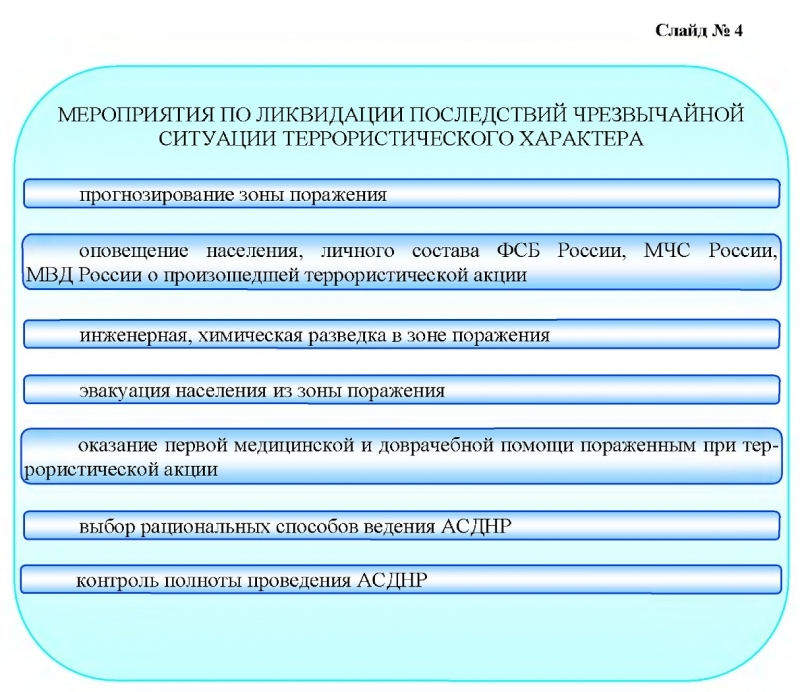 Слайд № 4
МЕРОПРИЯТИЯ ПО ЛИКВИДАЦИИ ПОСЛЕДСТВИЙ ЧРЕЗВЫЧАЙНОЙ
СИТУАЦИИ ТЕРРОРИСТИЧЕСКОГО ХАРАКТЕРА
прогнозирование зоны поражения
оповещение населения, личного состава ФСБ России, МЧС России,
МВД России о произошедшей террористической акции
инженерная, химическая разведка в зоне поражения
эвакуация населения из зоны поражения
оказание первой медицинской и доврачебной помощи пораженным при тер-
рористической акции
выбор рациональных способов ведения АСДНР
контроль полноты проведения АСДНР